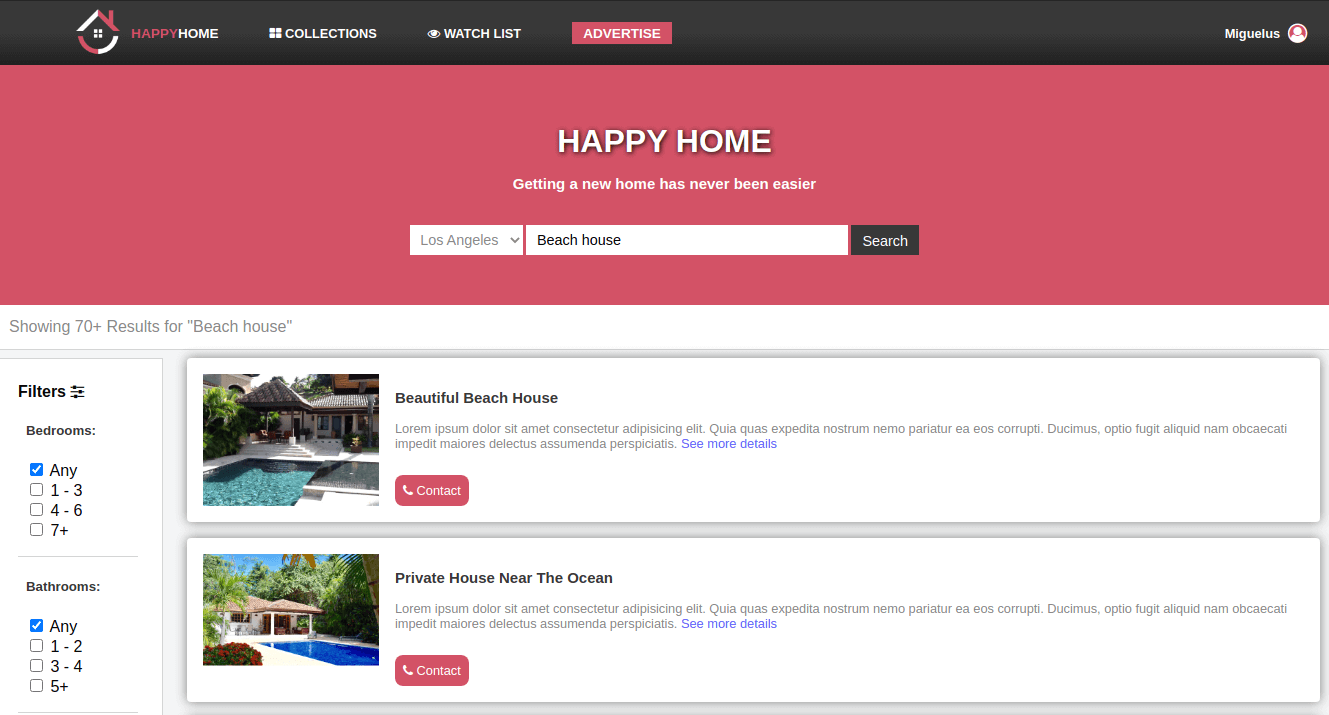 HAPPYHOME
COLLECTIONS
WATCH LIST
ADVERTISE
Miguelus
HAPPY HOME
Getting a new home has never been easier
Los Angeles
Beach house
Search
Showing 70+ Results for "Beach house"
Filters
Bedrooms:
Any
1 - 3
4 - 6
7+
Bathrooms:
Any
1 - 2
3 - 4
5+
Beautiful Beach House
Lorem ipsum dolor sit amet consectetur adipisicing elit. Quia quas expedita nostrum nemo pariatur ea eos corrupti. Ducimus, optio fugit aliquid nam obcaecati
impedit maiores delectus assumenda perspiciatis. See more details
Contact
Private House Near The Ocean
Lorem ipsum dolor sit amet consectetur adipisicing elit. Quia quas expedita nostrum nemo pariatur ea eos corrupti. Ducimus, optio fugit aliquid nam obcaecati
impedit maiores delectus assumenda perspiciatis. See more details
Contact